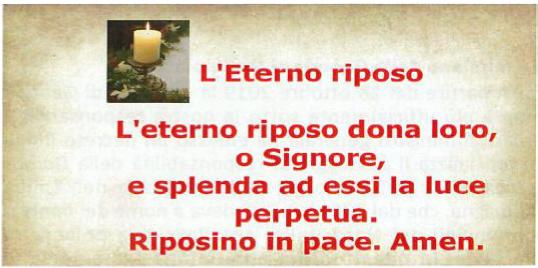 L'Eterno riposo
L'eterno riposo dona loro,
o Signore,
e splenda ad essi la luce
perpetua.
Riposino in pace. Amen.